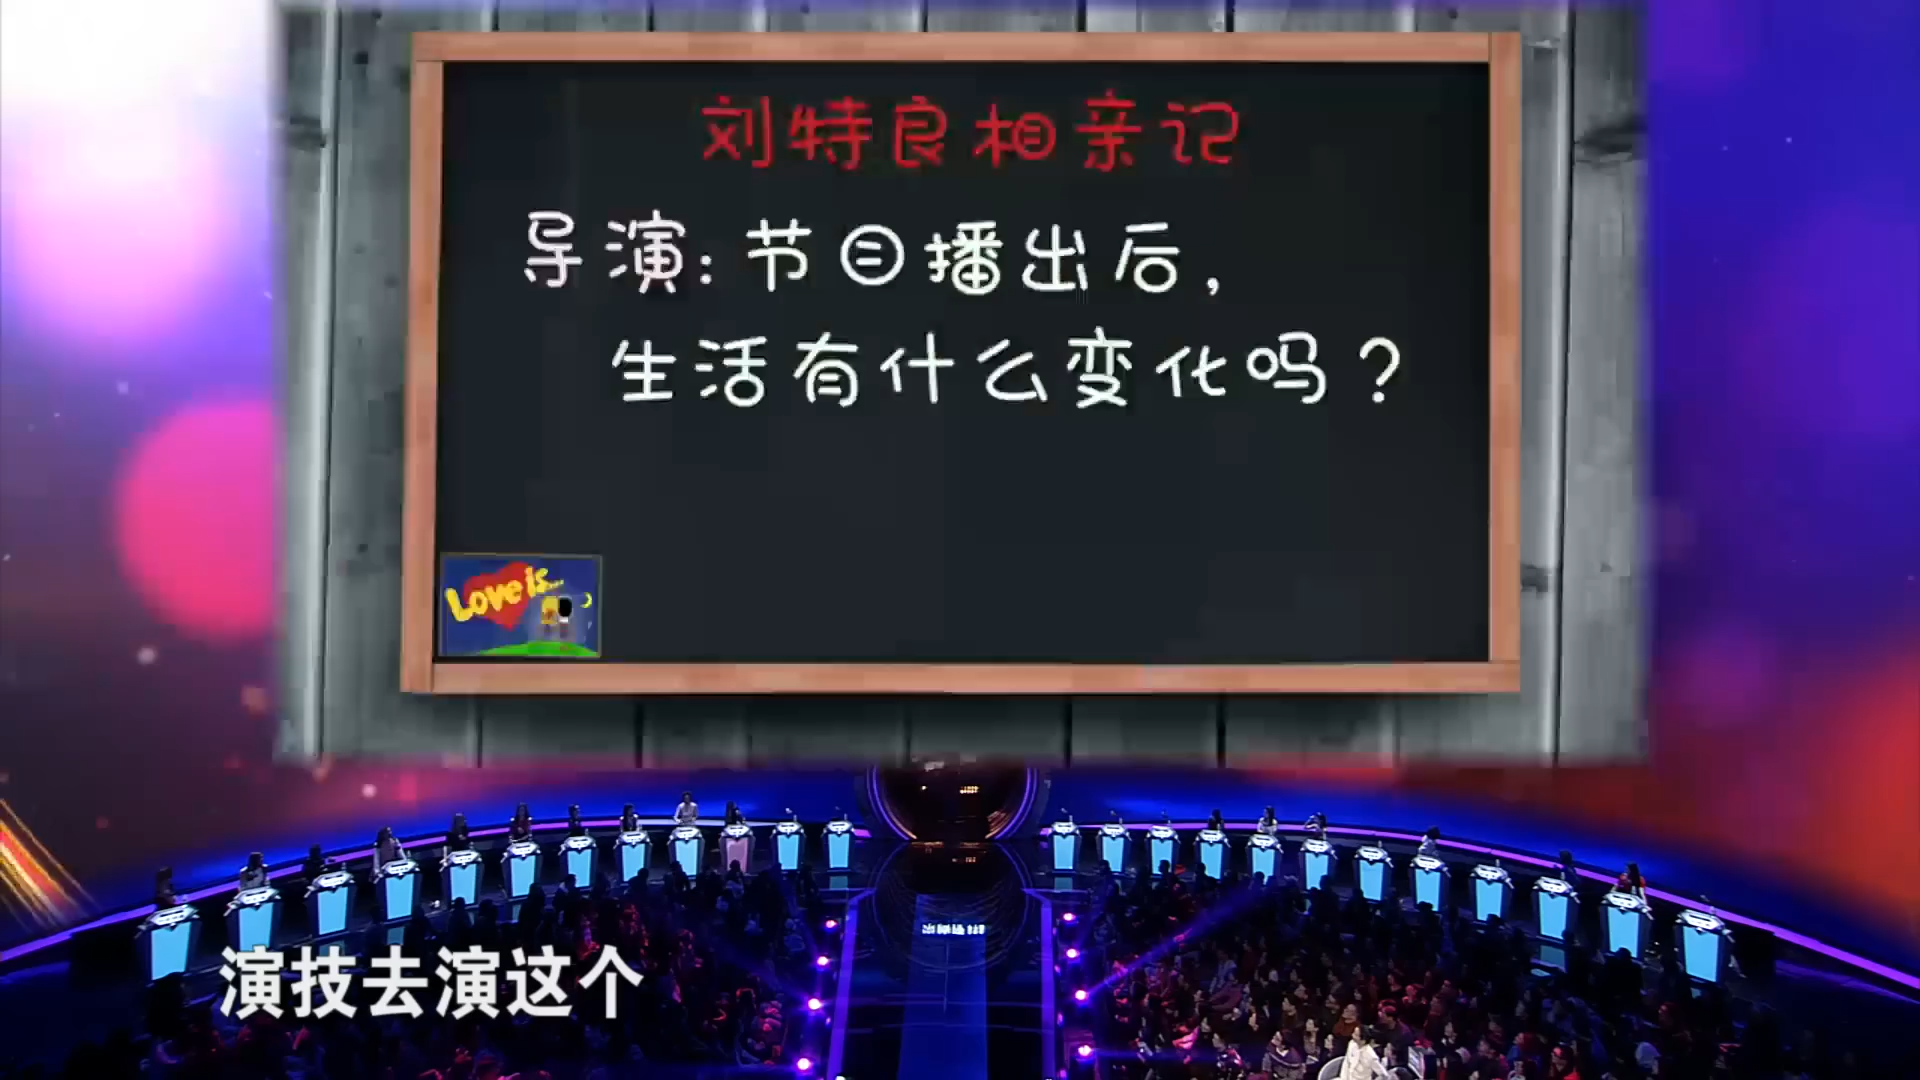 刘特良相亲记
导演:节目播出后,
生活有什么变化吗?
Love is...
演技去演这个